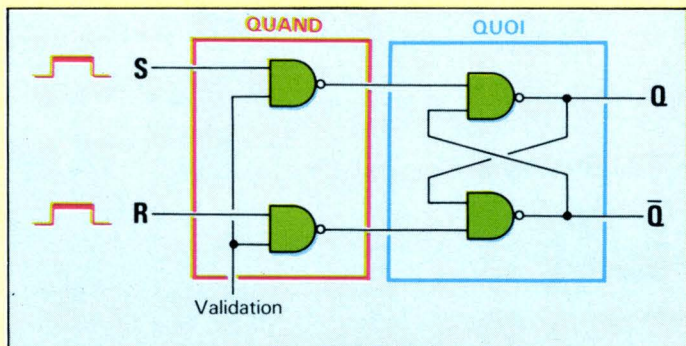 QUAND QUOI
S Q
R Q̅
Validation